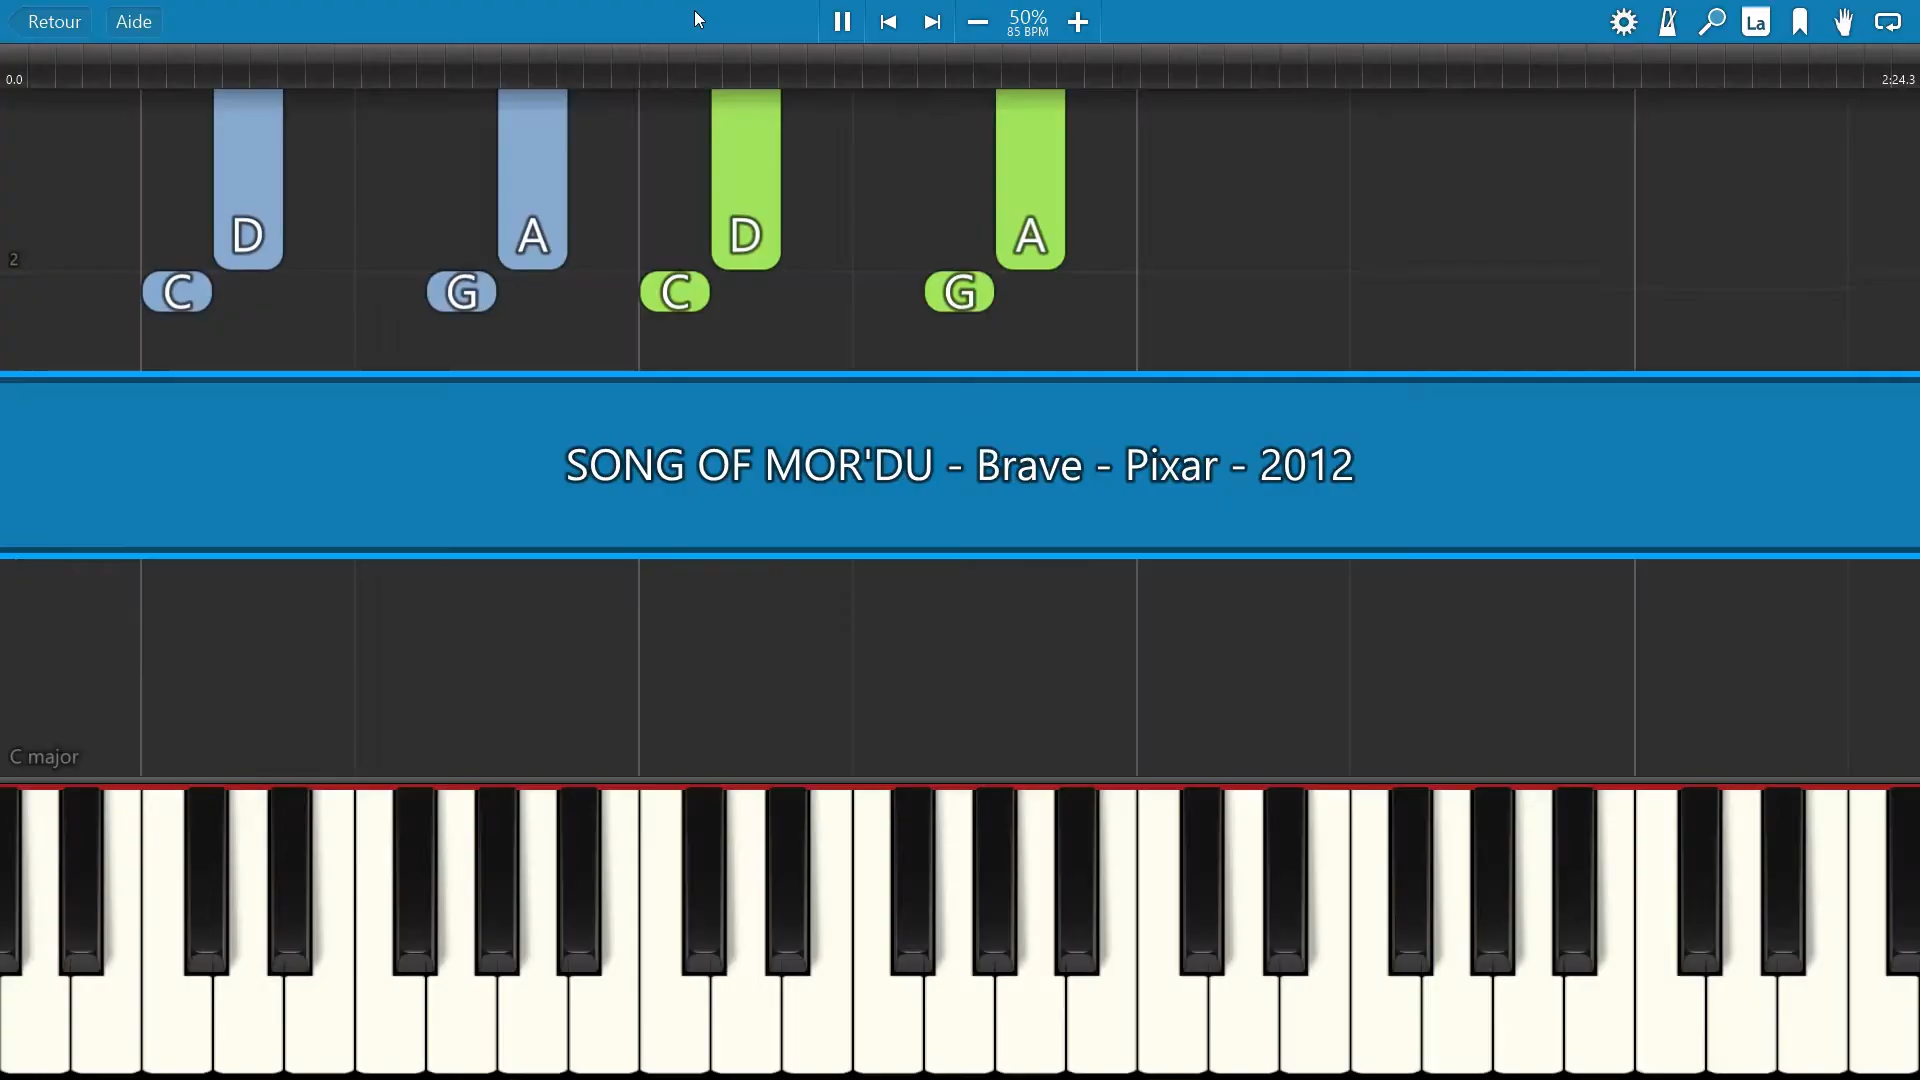 Retour
Aide
50%
85 BPM
La
0.0
2:24.3
D
A
D
A
2
C
G
C
G
SONG OF MOR'DU - Brave - Pixar - 2012
C major